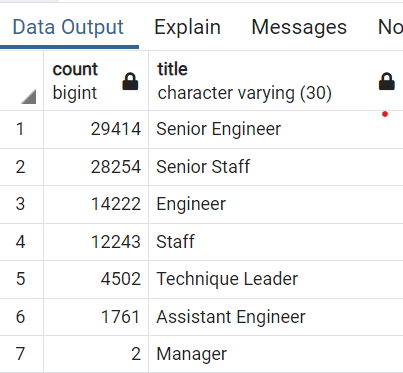 Data Output Explain Messages No
count title
bigint character varying (30)
1 29414 Senior Engineer
2 28254 Senior Staff
3 14222 Engineer
4 12243 Staff
5 4502 Technique Leader
6 1761 Assistant Engineer
7 2 Manager